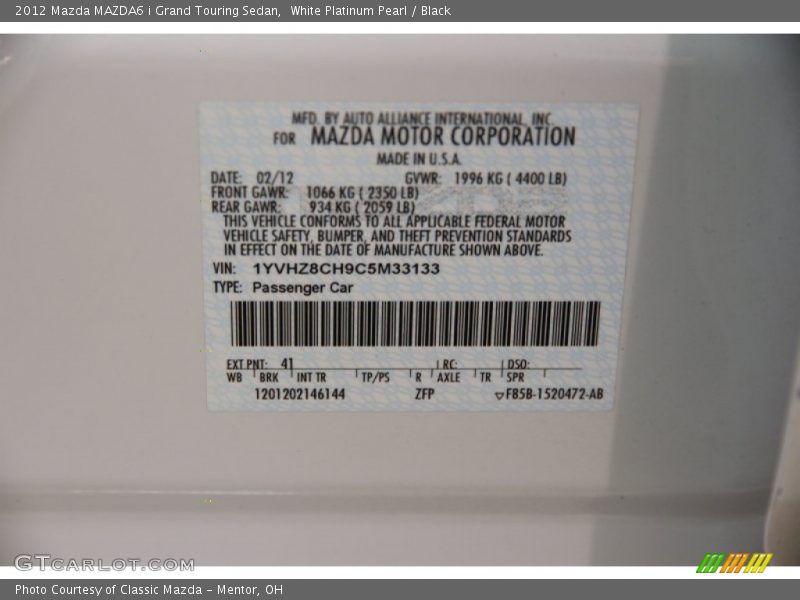 2012 Mazda MAZDA6 i Grand Touring Sedan,  White Platinum Pearl / Black
MFD. BY AUTO ALLIANCE INTERNATIONAL, INC.
FOR MAZDA MOTOR CORPORATION
MADE IN U.S.A.
DATE: 02/12 GVWR: 1996 KG ( 4400 LB)
FRONT GAWR: 1066 KG ( 2350 LB)
REAR GAWR: 934 KG ( 2059 LB)
THIS VEHICLE CONFORMS TO ALL APPLICABLE FEDERAL MOTOR
VEHICLE SAFETY, BUMPER, AND THEFT PREVENTION STANDARDS
IN EFFECT ON THE DATE OF MANUFACTURE SHOWN ABOVE.
VIN: 1YVHZ8CH9C5M33133
TYPE: Passenger Car
EXT PNT: 41 RC: DSO:
WB BRK INT TR TP/PS R AXLE TR SPR
1201202146144 ZFP ▽F85B-1520472-AB
GTCARLOT.COM
Photo Courtesy of Classic Mazda - Mentor, OH